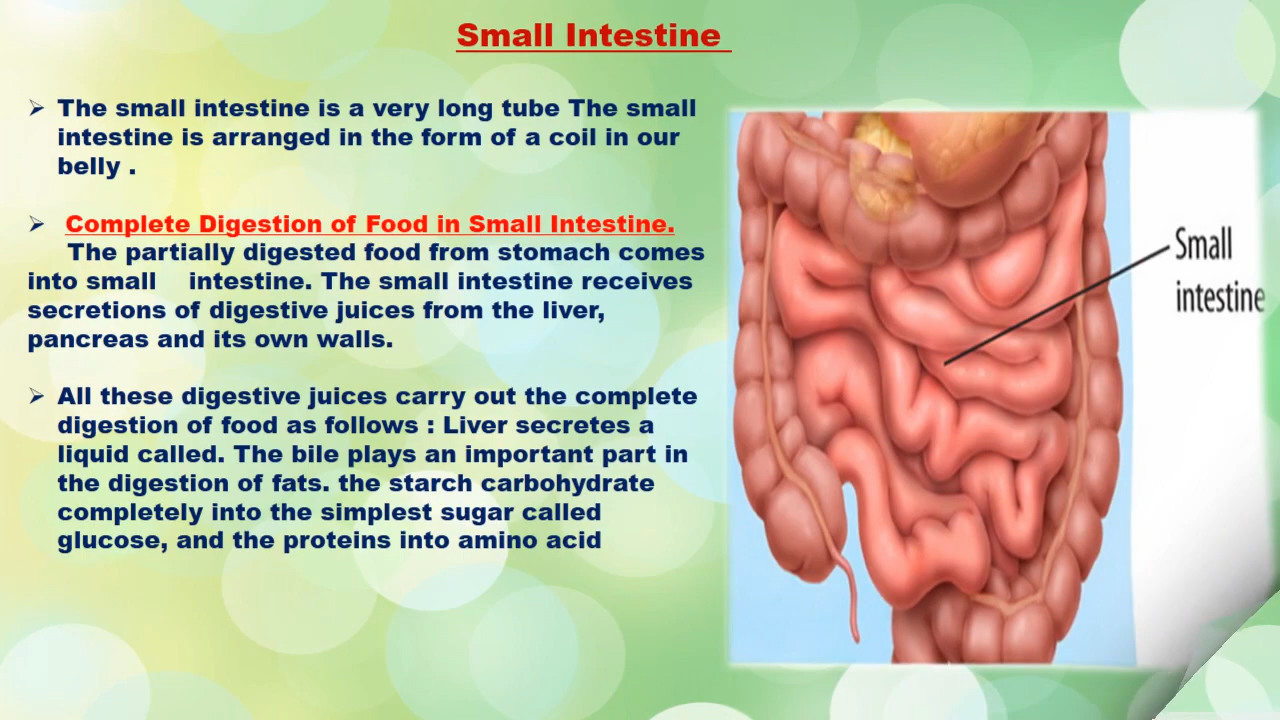 Small Intestine
The small intestine is a very long tube The small
intestine is arranged in the form of a coil in our
belly .
Complete Digestion of Food in Small Intestine.
The partially digested food from stomach comes
into small intestine. The small intestine receives
secretions of digestive juices from the liver,
pancreas and its own walls.
All these digestive juices carry out the complete
digestion of food as follows : Liver secretes a
liquid called. The bile plays an important part in
the digestion of fats. the starch carbohydrate
completely into the simplest sugar called
glucose, and the proteins into amino acid
Small
intestine